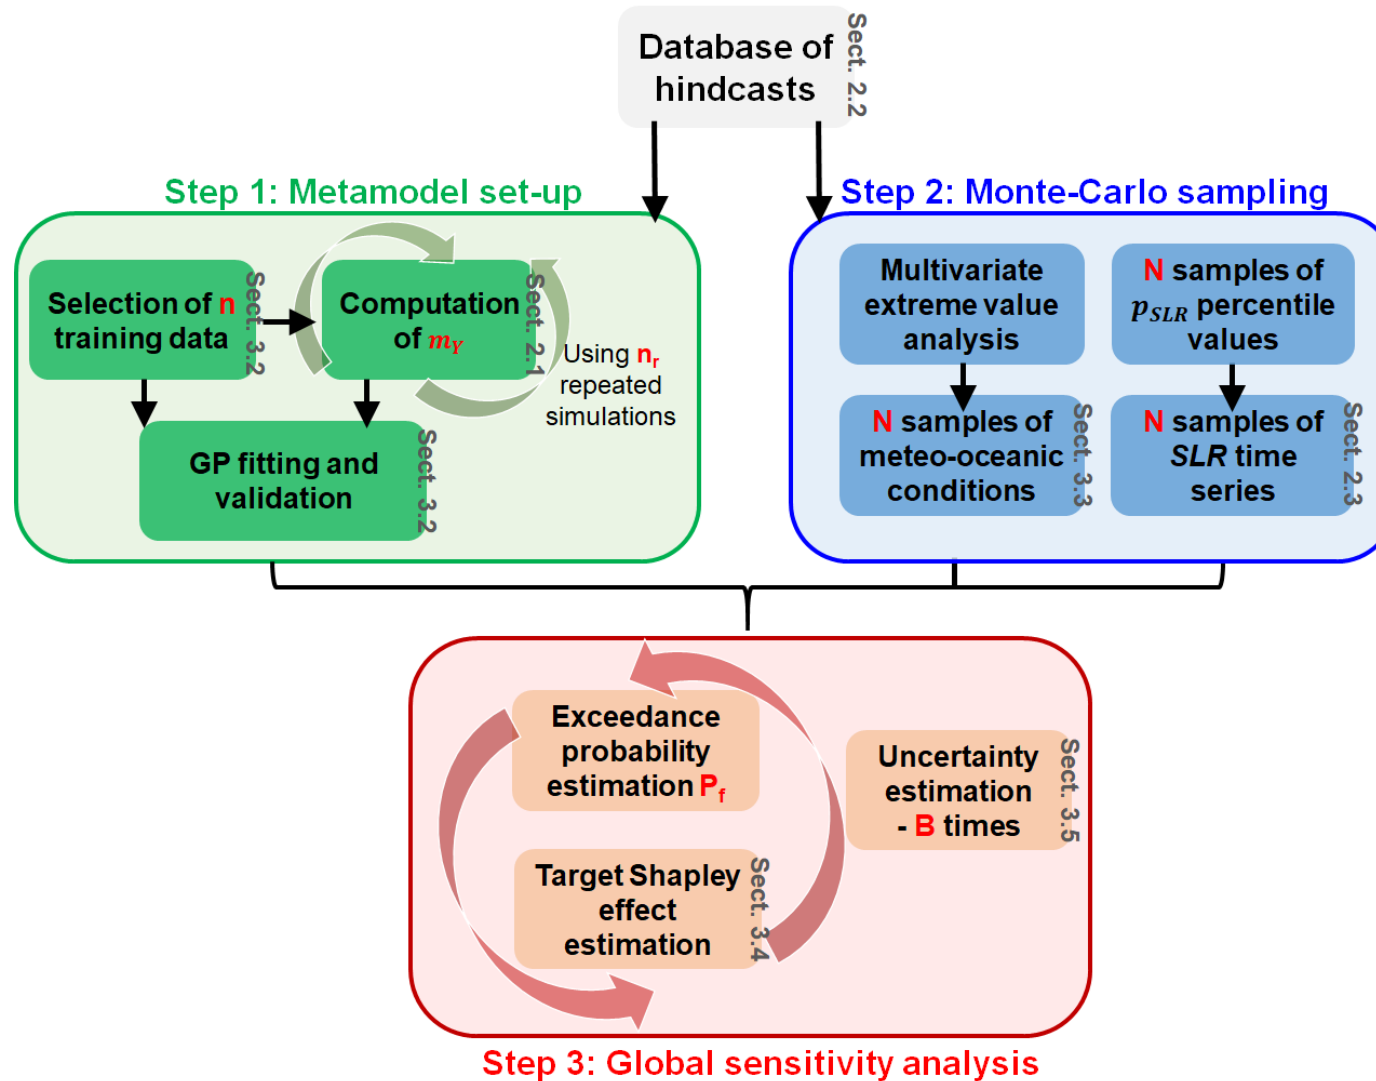 Database of
hindcasts
Sect. 2.2
Step 1: Metamodel set-up
Selection of n
training data
Sect. 3.2
Computation
of m_Y
Sect. 2.1
Using n_r
repeated
simulations
GP fitting and
validation
Sect. 3.2
Step 2: Monte-Carlo sampling
Multivariate
extreme value
analysis
N samples of
p_SLR percentile
values
N samples of
meteo-oceanic
conditions
Sect. 3.3
N samples of
SLR time
series
Sect. 2.3
Exceedance
probability
estimation P_f
Target Shapley
effect
estimation
Sect. 3.4
Uncertainty
estimation
- B times
Sect. 3.5
Step 3: Global sensitivity analysis